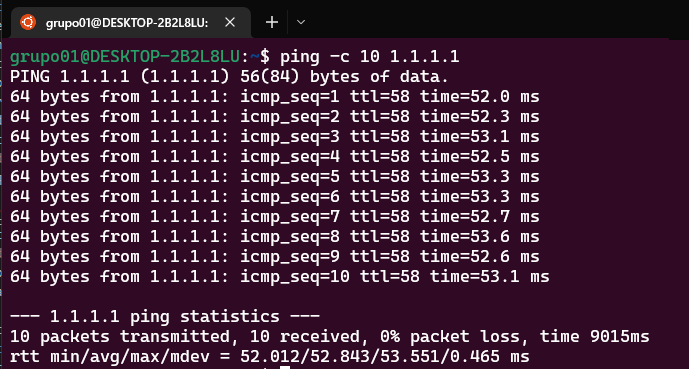 grupo01@DESKTOP-2B2L8LU:
grupo01@DESKTOP-2B2L8LU:~$ ping -c 10 1.1.1.1
PING 1.1.1.1 (1.1.1.1) 56(84) bytes of data.
64 bytes from 1.1.1.1: icmp_seq=1 ttl=58 time=52.0 ms
64 bytes from 1.1.1.1: icmp_seq=2 ttl=58 time=52.3 ms
64 bytes from 1.1.1.1: icmp_seq=3 ttl=58 time=53.1 ms
64 bytes from 1.1.1.1: icmp_seq=4 ttl=58 time=52.5 ms
64 bytes from 1.1.1.1: icmp_seq=5 ttl=58 time=53.3 ms
64 bytes from 1.1.1.1: icmp_seq=6 ttl=58 time=53.3 ms
64 bytes from 1.1.1.1: icmp_seq=7 ttl=58 time=52.7 ms
64 bytes from 1.1.1.1: icmp_seq=8 ttl=58 time=53.6 ms
64 bytes from 1.1.1.1: icmp_seq=9 ttl=58 time=52.6 ms
64 bytes from 1.1.1.1: icmp_seq=10 ttl=58 time=53.1 ms
--- 1.1.1.1 ping statistics ---
10 packets transmitted, 10 received, 0% packet loss, time 9015ms
rtt min/avg/max/mdev = 52.012/52.843/53.551/0.465 ms